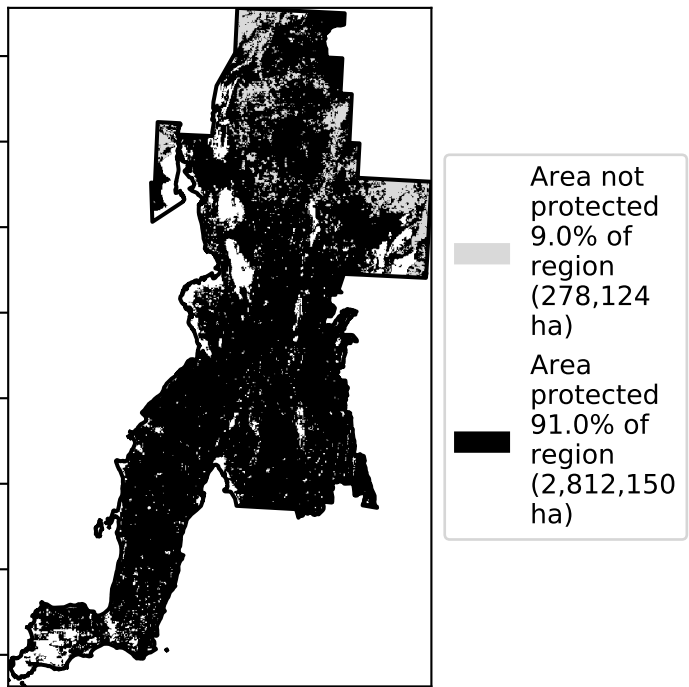 Area not
protected
9.0% of
region
(278,124
ha)
Area
protected
91.0% of
region
(2,812,150
ha)